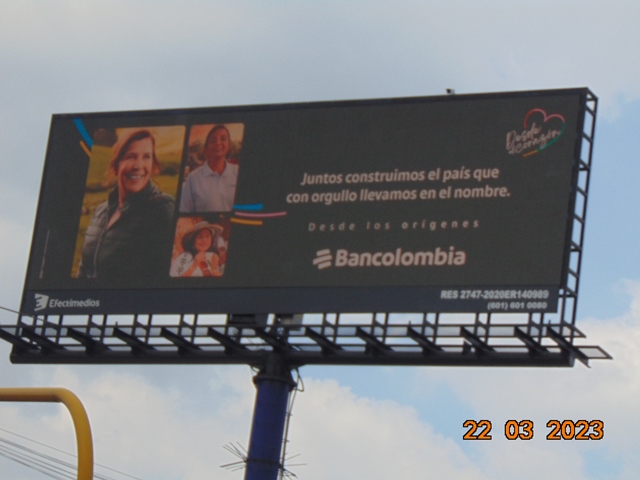 Desde el corazón
Juntos construimos el país que
con orgullo llevamos en el nombre.
Desde los orígenes
Bancolombia
Efectimedios
RES 2747-2020ER140989
(601) 601 0080
22 03 2023